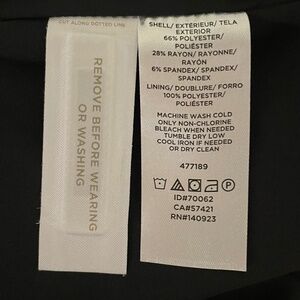 CUT ALONG DOTTED LINE
REMOVE BEFORE WEARING
OR WASHING
SHELL/ EXTÉRIEUR/ TELA
EXTERIOR
66% POLYESTER/
POLIÉSTER
28% RAYON/ RAYONNE/
RAYÓN
6% SPANDEX/ SPANDEX/
SPANDEX
LINING/ DOUBLURE/ FORRO
100% POLYESTER/
POLIÉSTER
MACHINE WASH COLD
ONLY NON-CHLORINE
BLEACH WHEN NEEDED
TUMBLE DRY LOW
COOL IRON IF NEEDED
OR DRY CLEAN
477189
ID#70062
CA#57421
RN#140923